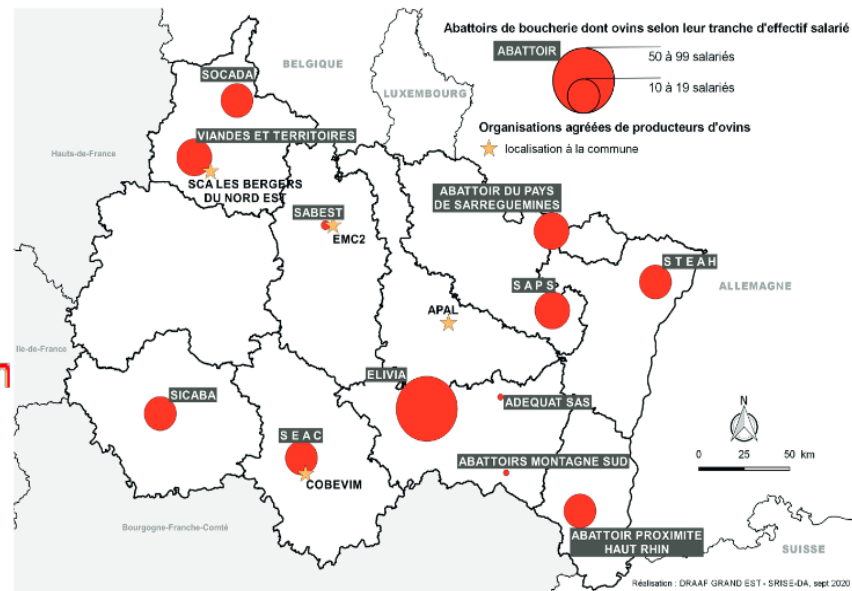 Abattoirs de boucherie dont ovins selon leur tranche d'effectif salarié
ABATTOIR
50 à 99 salariés
10 à 19 salariés
Organisations agréées de producteurs d'ovins
localisation à la commune
BELGIQUE
LUXEMBOURG
SOCADA
Hauts-de-France
VIANDES ET TERRITOIRES
SCA LES BERGERS
DU NORD EST
SABEST
EMC2
ABATTOIR DU PAYS
DE SARREGUEMINES
STEAH
ALLEMAGNE
SAPS
APAL
Ile-de-France
n
ELIVIA
SICABA
ADEQUAT SAS
N
SEAC
COBEVIM
ABATTOIRS MONTAGNE SUD
0 25 50 km
Bourgogne-Franche-Comté
ABATTOIR PROXIMITE
HAUT RHIN
SUISSE
Réalisation : DRAAF GRAND EST - SRISE-DA, sept 2020